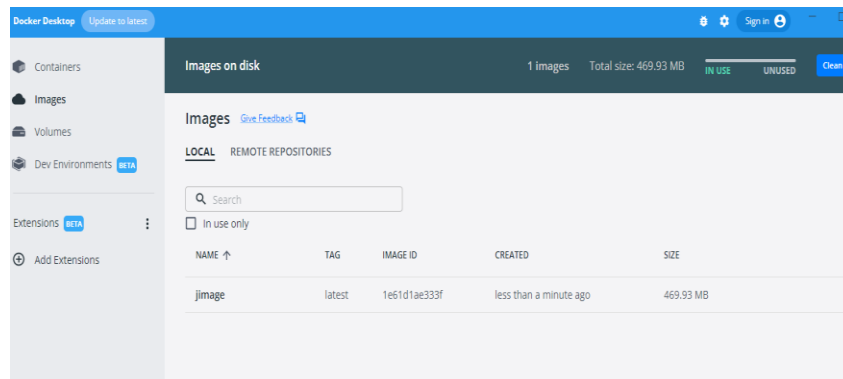 Docker Desktop Update to latest Sign in
Containers
Images
Volumes
Dev Environments BETA
Extensions BETA
Add Extensions
Images on disk 1 images Total size: 469.93 MB IN USE UNUSED Clean
Images Give Feedback
LOCAL REMOTE REPOSITORIES
Search
In use only
NAME TAG IMAGE ID CREATED SIZE
jimage latest 1e61d1ae333f less than a minute ago 469.93 MB